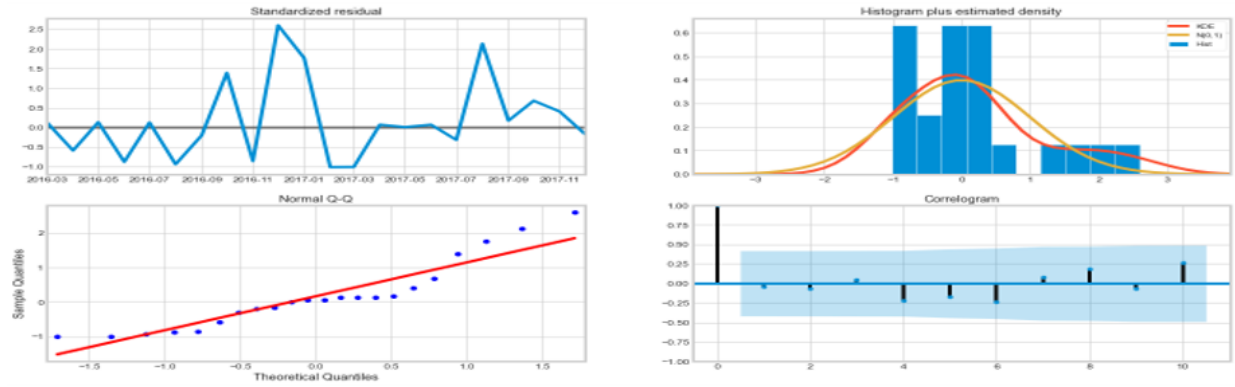 Standardized residual
2.5
2.0
1.5
1.0
0.5
0.0
−0.5
−1.0
2016-03 2016-05 2016-07 2016-09 2016-11 2017-01 2017-03 2017-05 2017-07 2017-09 2017-11
Histogram plus estimated density
KDE
N(0,1)
Hist
0.6
0.5
0.4
0.3
0.2
0.1
0.0
−3 −2 −1 0 1 2 3
Normal Q-Q
Sample Quantiles
2
1
0
−1
−1.5 −1.0 −0.5 0.0 0.5 1.0 1.5
Theoretical Quantiles
Correlogram
1.00
0.75
0.50
0.25
0.00
−0.25
−0.50
−0.75
−1.00
0 2 4 6 8 10